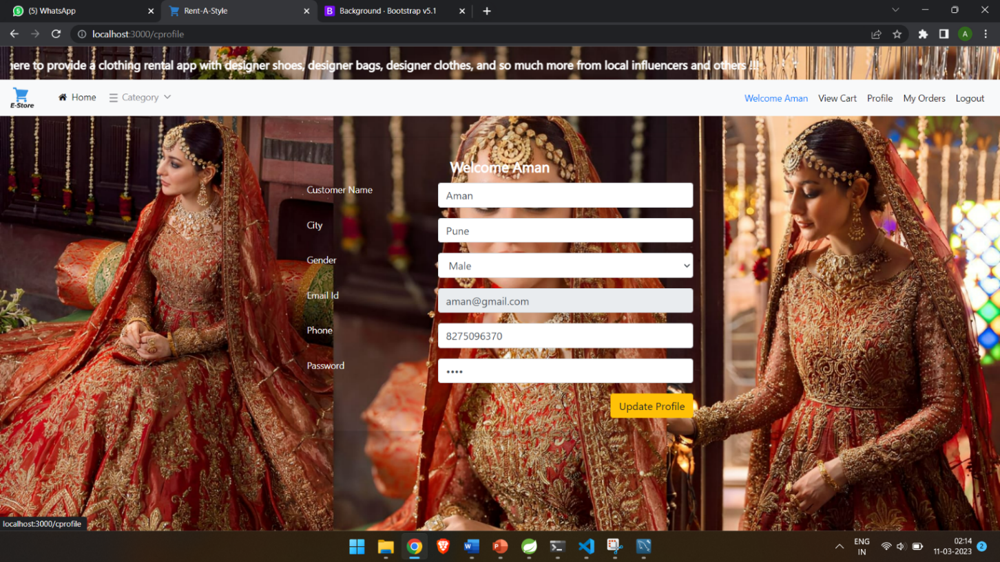 (5) WhatsApp
Rent-A-Style
B Background · Bootstrap v5.1
localhost:3000/cprofile
A
ere to provide a clothing rental app with designer shoes, designer bags, designer clothes, and so much more from local influencers and others !!!
E-Store
Home
Category
Welcome Aman
View Cart
Profile
My Orders
Logout
Welcome Aman
Customer Name
Aman
City
Pune
Gender
Male
Email Id
aman@gmail.com
Phone
8275096370
Password
••••
Update Profile
localhost:3000/cprofile
ENG
IN
02:14
11-03-2023
2